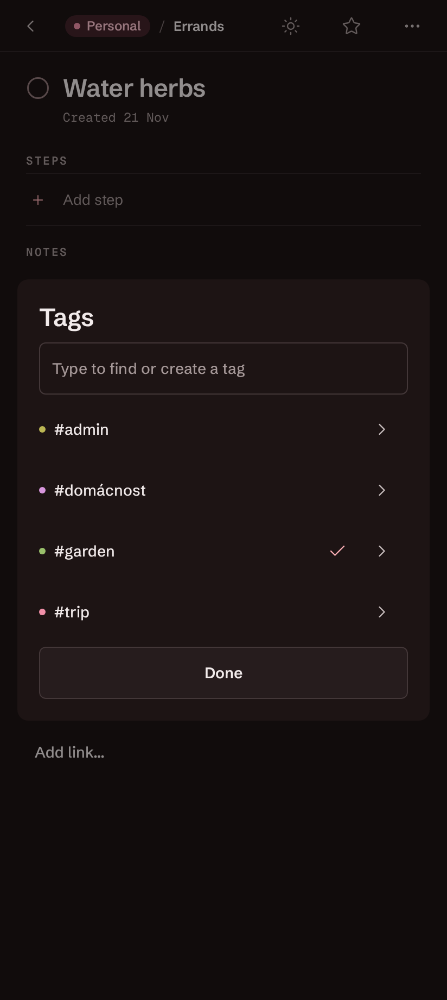 Personal / Errands
Water herbs
Created 21 Nov
STEPS
+ Add step
NOTES
Tags
Type to find or create a tag
#admin
#domácnost
#garden
#trip
Done
Add link...